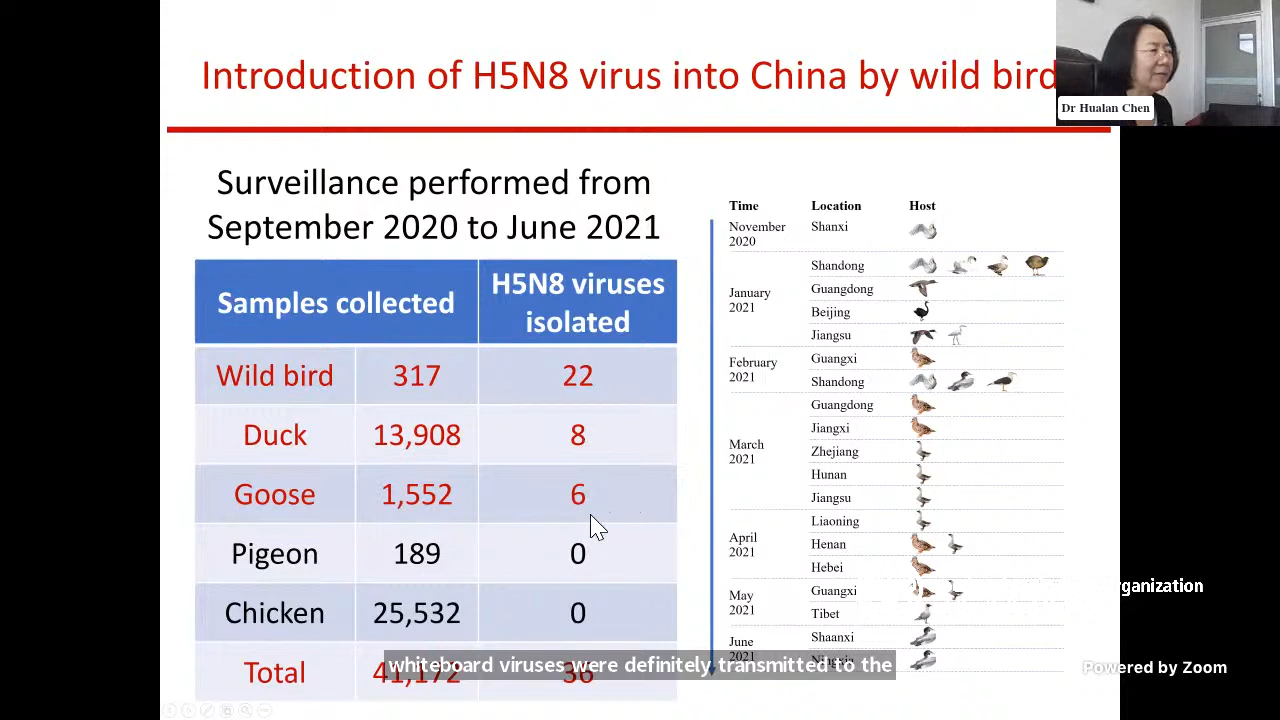 Introduction of H5N8 virus into China by wild bird
Dr Hualan Chen
Surveillance performed from
September 2020 to June 2021
Samples collected
H5N8 viruses
isolated
Wild bird 317 22
Duck 13,908 8
Goose 1,552 6
Pigeon 189 0
Chicken 25,532 0
Total 41,172 36
Time Location Host
November
2020
Shanxi
January
2021
Shandong
Guangdong
Beijing
Jiangsu
February
2021
Guangxi
Shandong
March
2021
Guangdong
Jiangxi
Zhejiang
Hunan
Jiangsu
April
2021
Liaoning
Henan
Hebei
May
2021
Guangxi
Tibet
June
2021
Shaanxi
rganization
whiteboard viruses were definitely transmitted to the
Powered by Zoom